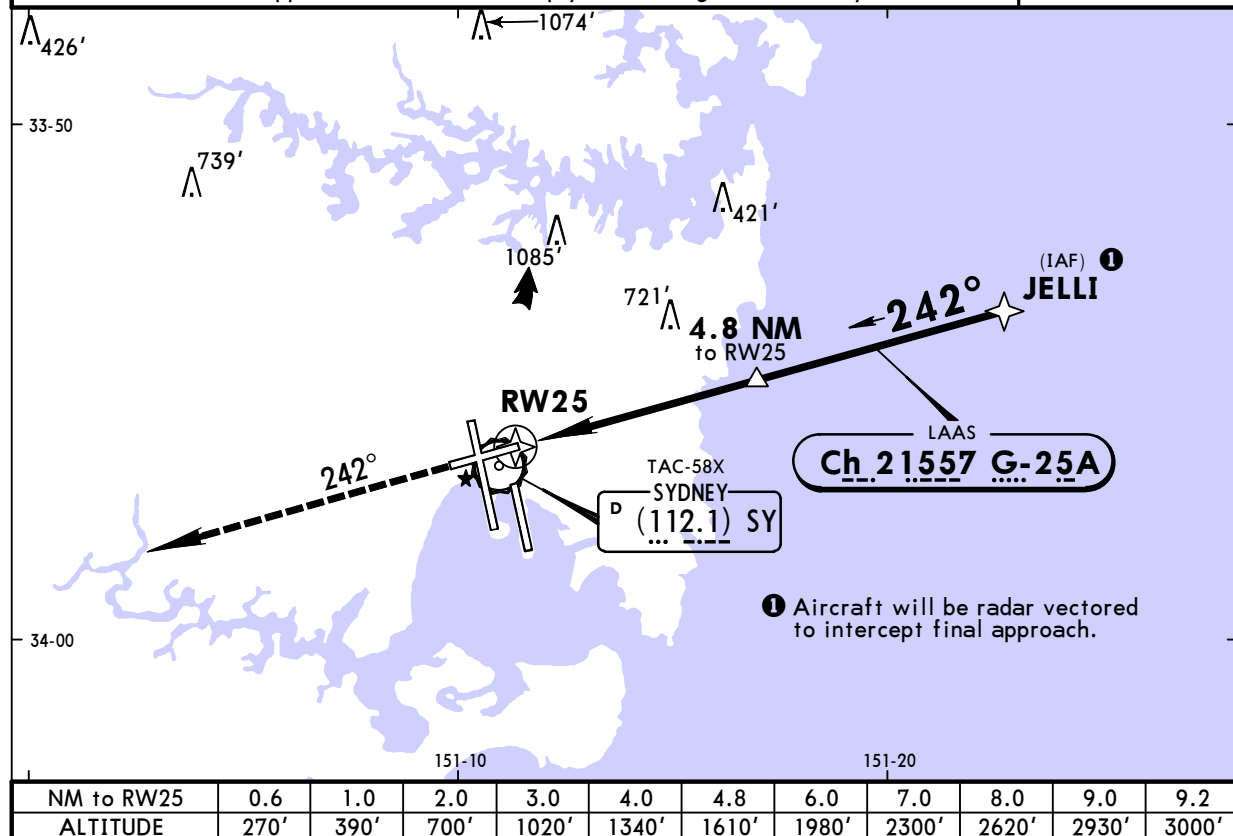 426'
1074'
33-50
739'
421'
1085'
(IAF) 1
JELLI
721'
242°
4.8 NM
to RW25
RW25
LAAS
Ch 21557 G-25A
242°
TAC-58X
SYDNEY
D (112.1) SY
1 Aircraft will be radar vectored
to intercept final approach.
34-00
151-10 151-20
NM to RW25 0.6 1.0 2.0 3.0 4.0 4.8 6.0 7.0 8.0 9.0 9.2
ALTITUDE 270' 390' 700' 1020' 1340' 1610' 1980' 2300' 2620' 2930' 3000'